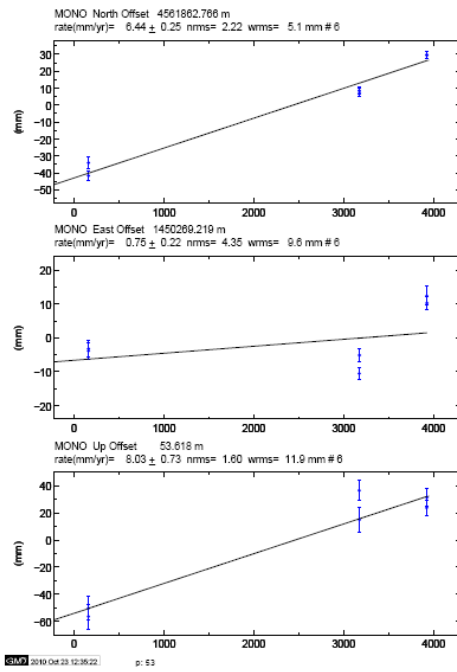 MONO North Offset 4561862.766 m
rate(mm/yr)= 6.44 ± 0.25 nrms= 2.22 wrms= 5.1 mm # 6
30
20
10
0
−10
−20
−30
−40
−50
(mm)
0 1000 2000 3000 4000
MONO East Offset 1450269.219 m
rate(mm/yr)= 0.75 ± 0.22 nrms= 4.35 wrms= 9.6 mm # 6
20
10
0
−10
−20
(mm)
0 1000 2000 3000 4000
MONO Up Offset 53.618 m
rate(mm/yr)= 8.03 ± 0.73 nrms= 1.60 wrms= 11.9 mm # 6
40
20
0
−20
−40
−60
(mm)
0 1000 2000 3000 4000
GMT 2010 Oct 23 12:35:22 p: 53